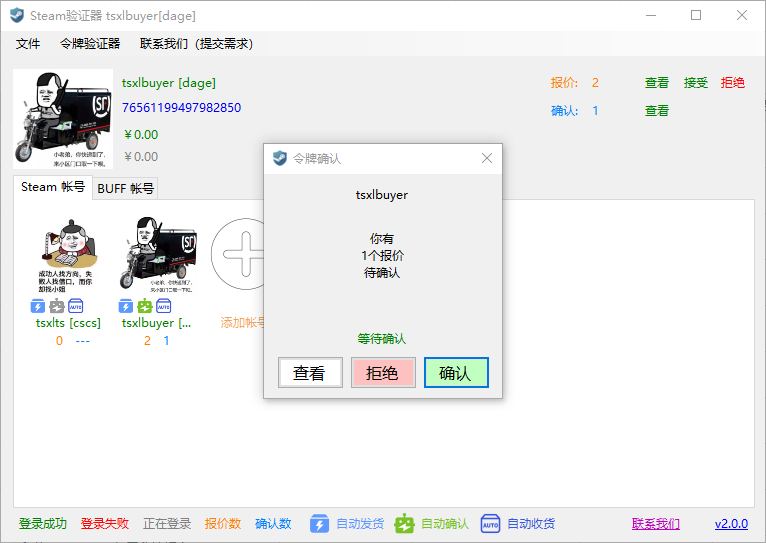 Steam验证器 tsxlbuyer[dage]
文件 令牌验证器 联系我们（提交需求）
tsxlbuyer [dage]
76561199497982850
￥0.00
￥0.00
报价: 2 查看 接受 拒绝
确认: 1 查看
小老弟，你快递到了，
来小区门口取一下呗。
Steam 帐号 BUFF 帐号
成功人找方向，失
败人找借口，而你
却找小妞
AUTO
tsxlts [cscs]
0 ---
AUTO
tsxlbuyer [...
2 1
添加帐号
令牌确认
tsxlbuyer
你有
1个报价
待确认
等待确认
查看 拒绝 确认
登录成功 登录失败 正在登录 报价数 确认数 自动发货 自动确认 AUTO 自动收货 联系我们 v2.0.0